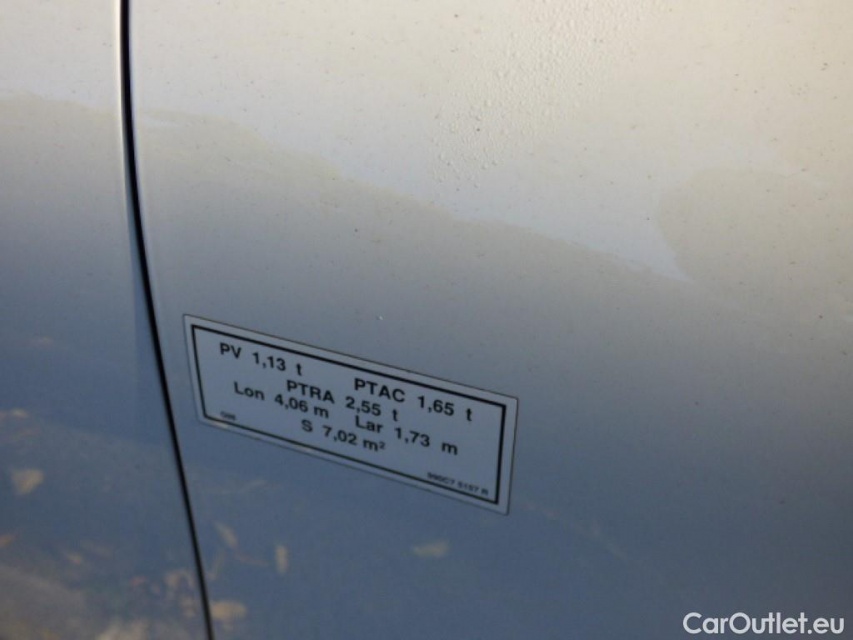 PV 1,13 t PTAC 1,65 t
PTRA 2,55 t
Lon 4,06 m Lar 1,73 m
S 7,02 m²
CarOutlet.eu